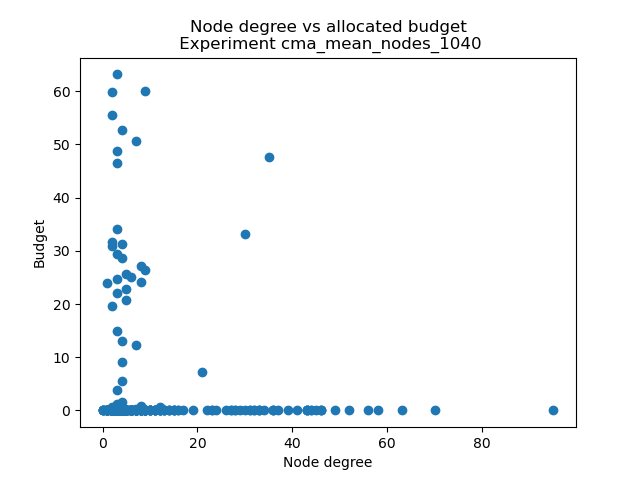 Node degree vs allocated budget
Experiment cma_mean_nodes_1040
60
50
40
30
20
10
0
Budget
0 20 40 60 80
Node degree